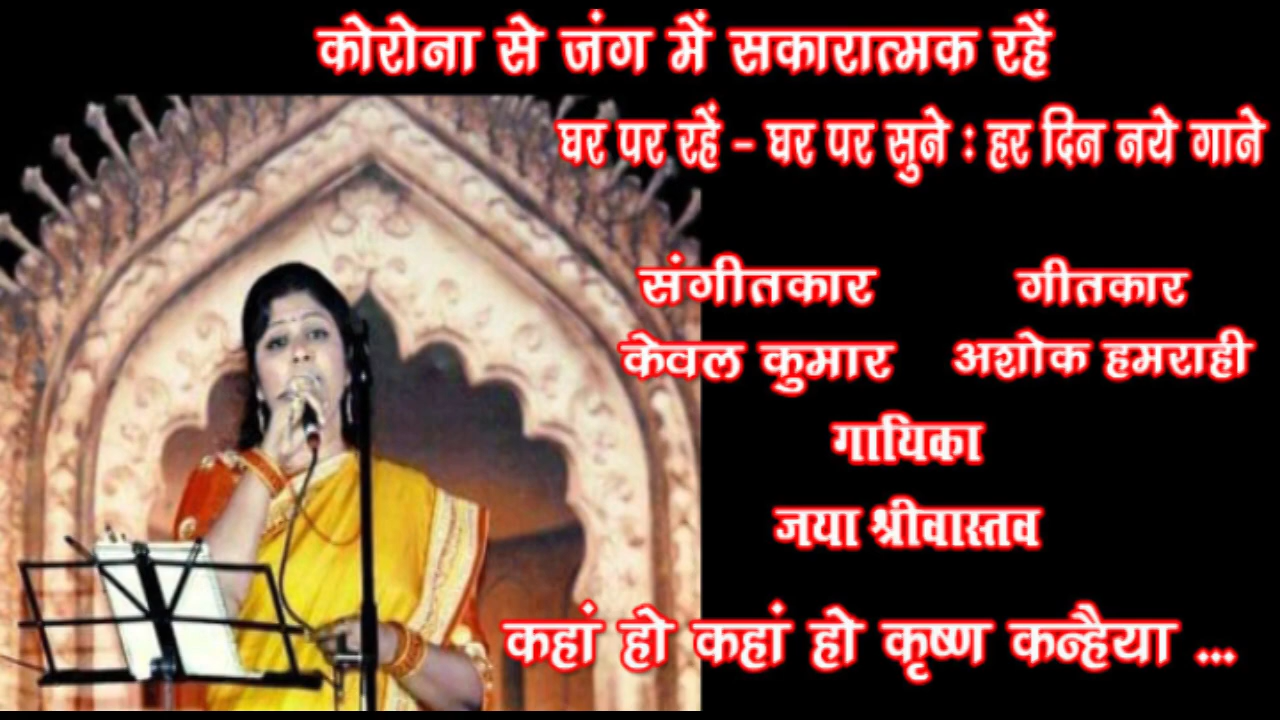 कोरोना से जंग में सकारात्मक रहें
घर पर रहें - घर पर सुने : हर दिन नये गाने
संगीतकार गीतकार
केवल कुमार अशोक हमराही
गायिका
जया श्रीवास्तव
कहां हो कहां हो कृष्ण कन्हैया ...